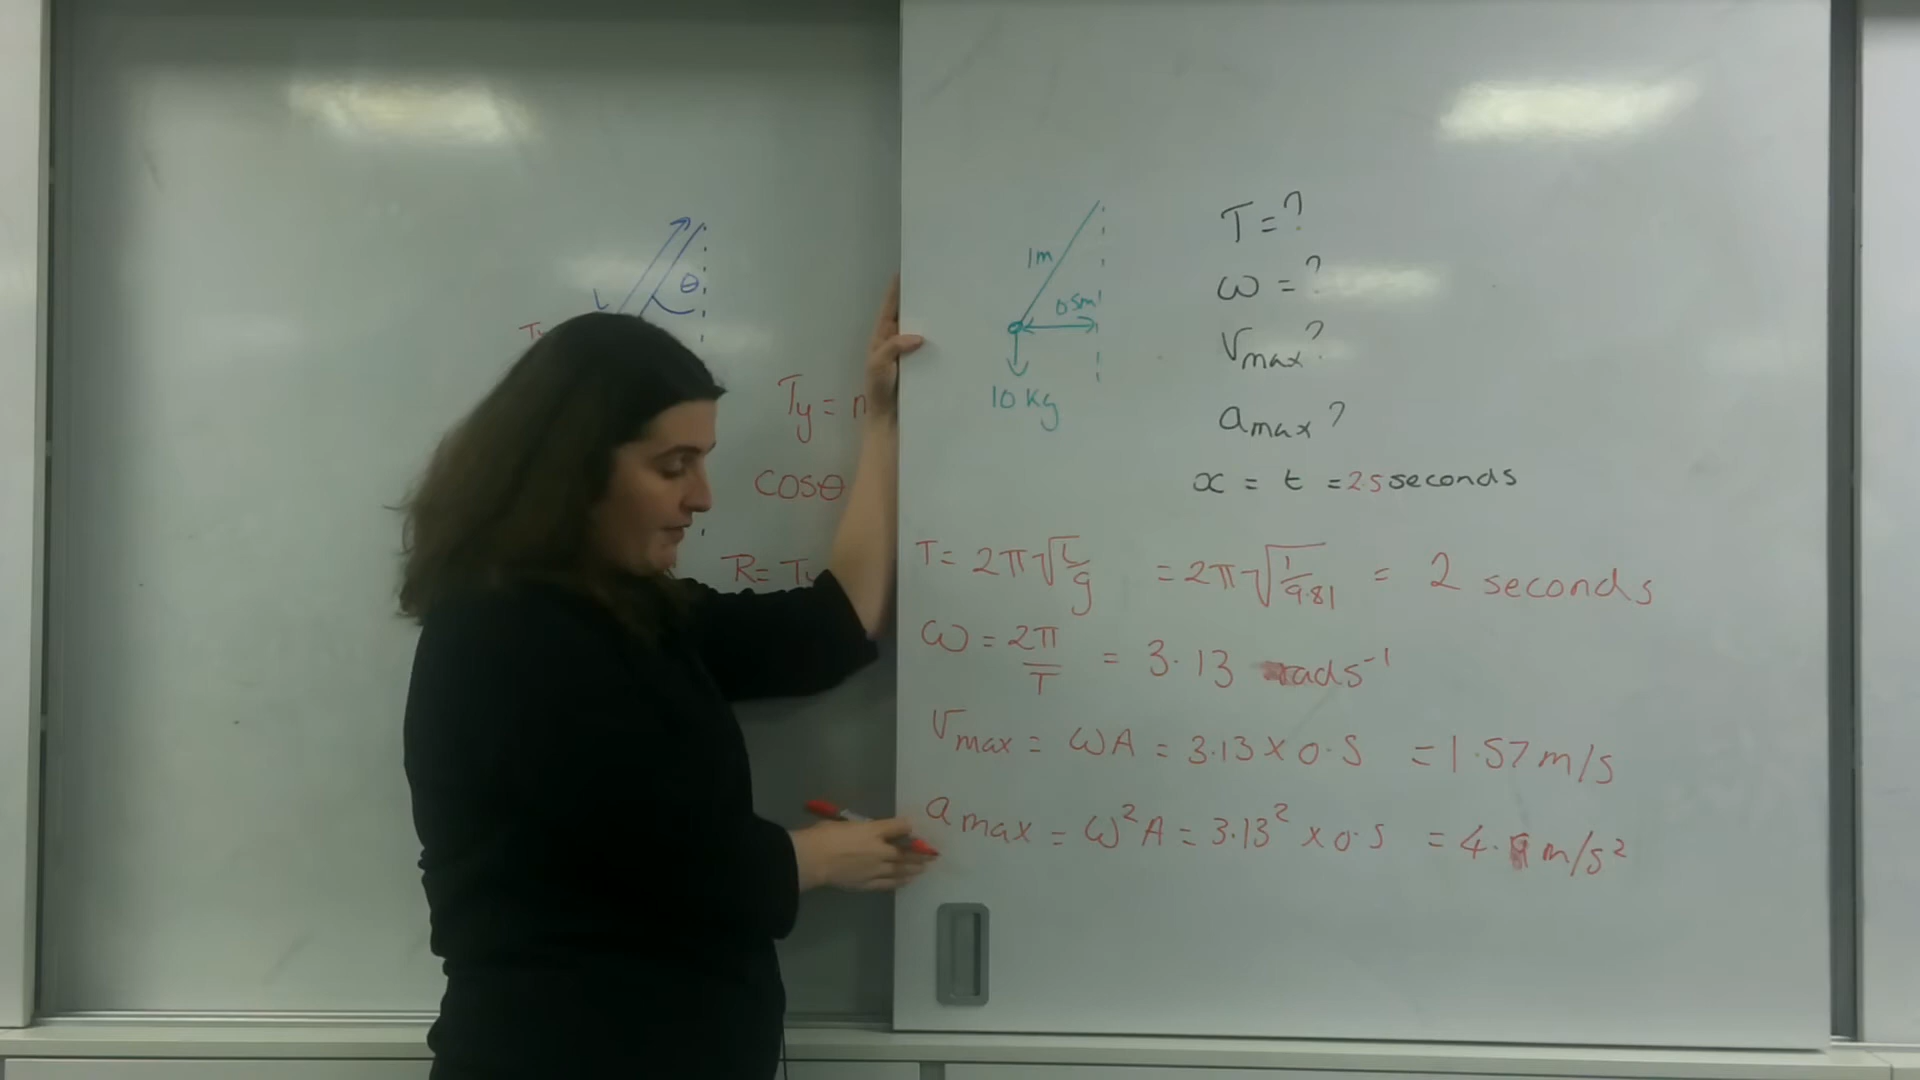 θ
L
Ty = 
cosθ
R = T
1m
0.5m
10 kg
T = ?
ω = ?
Vmax?
amax?
x = t = 2.5 seconds
T = 2π√L/g = 2π√1/9.81 = 2 seconds
ω = 2π/T = 3.13 rads⁻¹
Vmax = ωA = 3.13 × 0.5 = 1.57 m/s
amax = ω²A = 3.13² × 0.5 = 4.9 m/s²